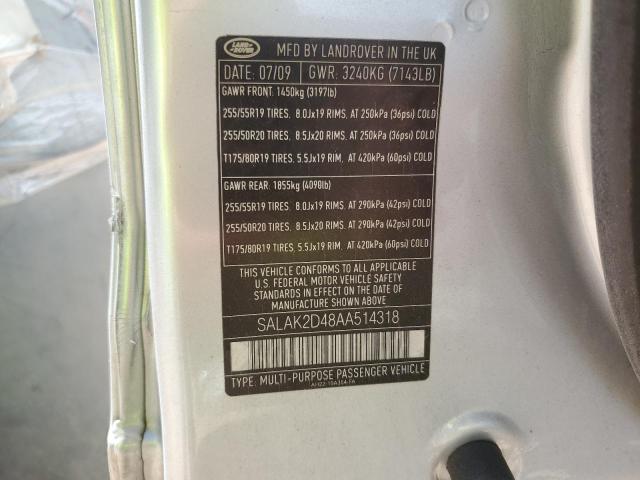 LAND
ROVER
MFD BY LANDROVER IN THE UK
DATE: 07/09 GWR: 3240KG (7143LB)
GAWR FRONT: 1450kg (3197lb)
255/55R19 TIRES. 8.0Jx19 RIMS, AT 250kPa (36psi) COLD
255/50R20 TIRES. 8.5Jx20 RIMS, AT 250kPa (36psi) COLD
T175/80R19 TIRES. 5.5Jx19 RIM, AT 420kPa (60psi) COLD
GAWR REAR: 1855kg (4090lb)
255/55R19 TIRES. 8.0Jx19 RIMS, AT 290kPa (42psi) COLD
255/50R20 TIRES. 8.5Jx20 RIMS, AT 290kPa (42psi) COLD
T175/80R19 TIRES, 5.5Jx19 RIM, AT 420kPa (60psi) COLD
THIS VEHICLE CONFORMS TO ALL APPLICABLE
U.S. FEDERAL MOTOR VEHICLE SAFETY
STANDARDS IN EFFECT ON THE DATE OF
MANUFACTURE SHOWN ABOVE
SALAK2D48AA514318
TYPE: MULTI-PURPOSE PASSENGER VEHICLE
AH22-10A364-FA